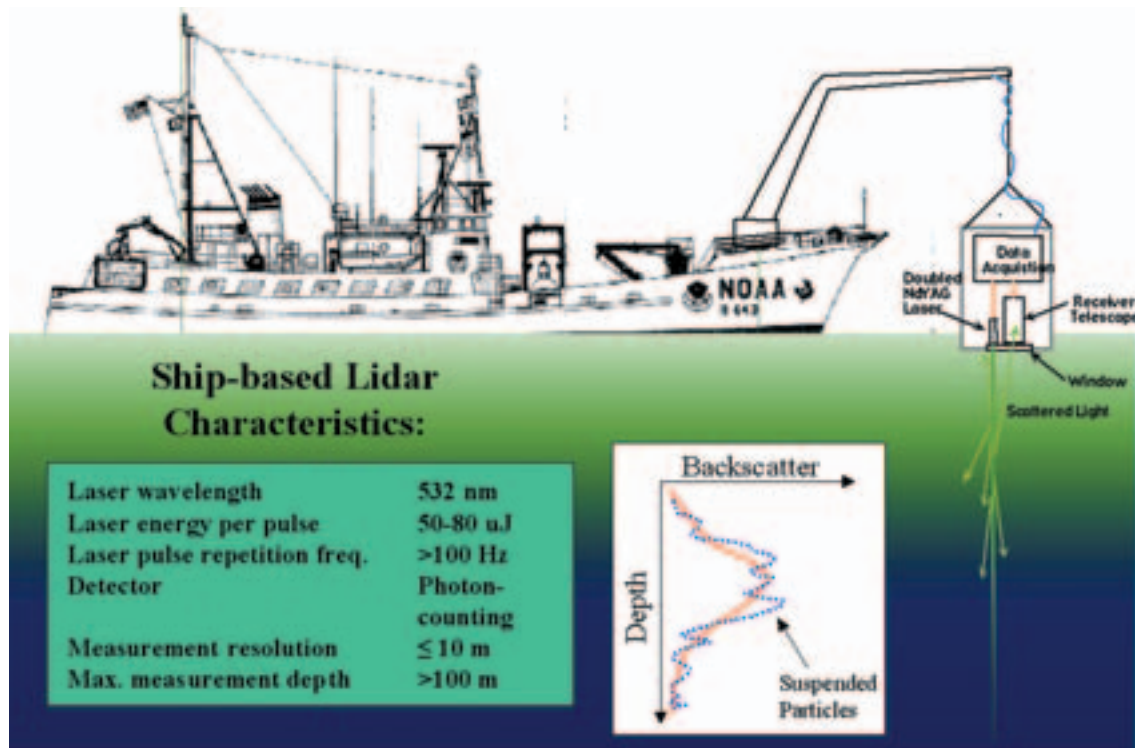 NOAA
Data
Acquistion
Doubled
Nd:YAG
Laser
Receiver
Telescope
Window
Scattered Light
Ship-based Lidar
Characteristics:
Laser wavelength 532 nm
Laser energy per pulse 50-80 uJ
Laser pulse repetition freq. >100 Hz
Detector Photon-
counting
Measurement resolution ≤ 10 m
Max. measurement depth >100 m
Backscatter
Depth
Suspended
Particles